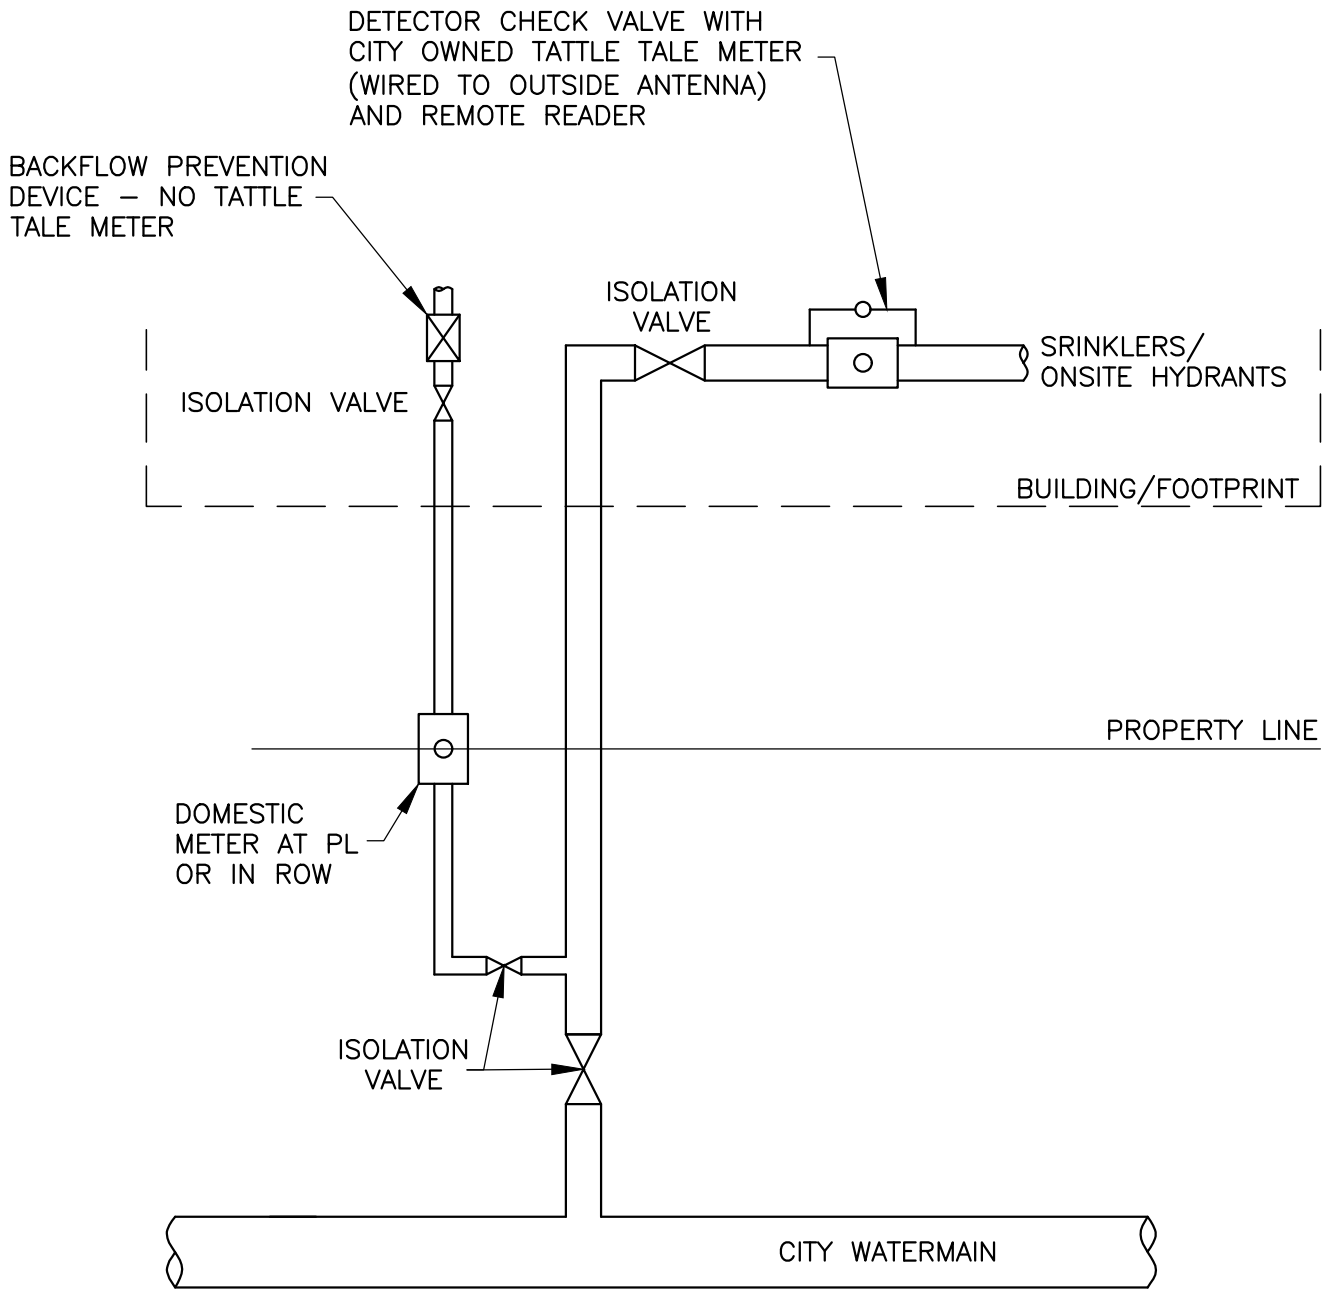 DETECTOR CHECK VALVE WITH
CITY OWNED TATTLE TALE METER
(WIRED TO OUTSIDE ANTENNA)
AND REMOTE READER
BACKFLOW PREVENTION
DEVICE – NO TATTLE
TALE METER
ISOLATION
VALVE
SRINKLERS/
ONSITE HYDRANTS
ISOLATION VALVE
BUILDING/FOOTPRINT
PROPERTY LINE
DOMESTIC
METER AT PL
OR IN ROW
ISOLATION
VALVE
CITY WATERMAIN